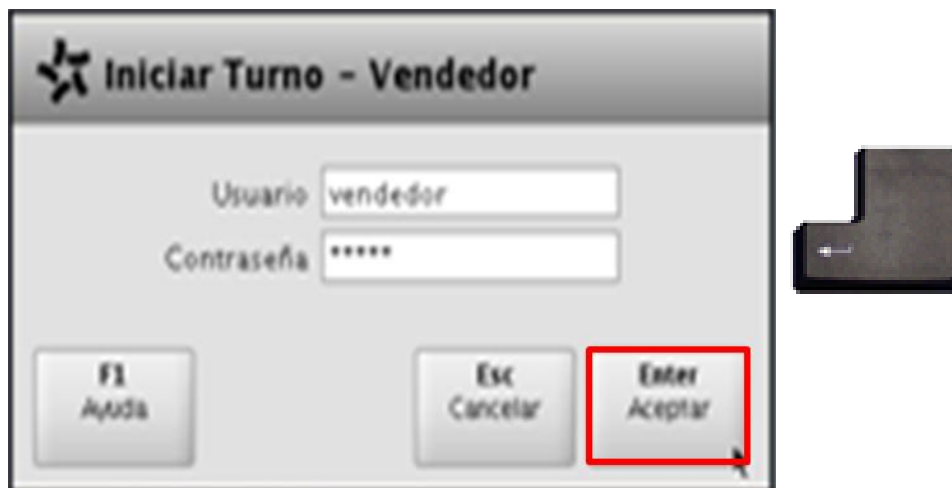 Iniciar Turno - Vendedor
Usuario vendedor
Contraseña *****
F1 Esc Enter
Ayuda Cancelar Aceptar